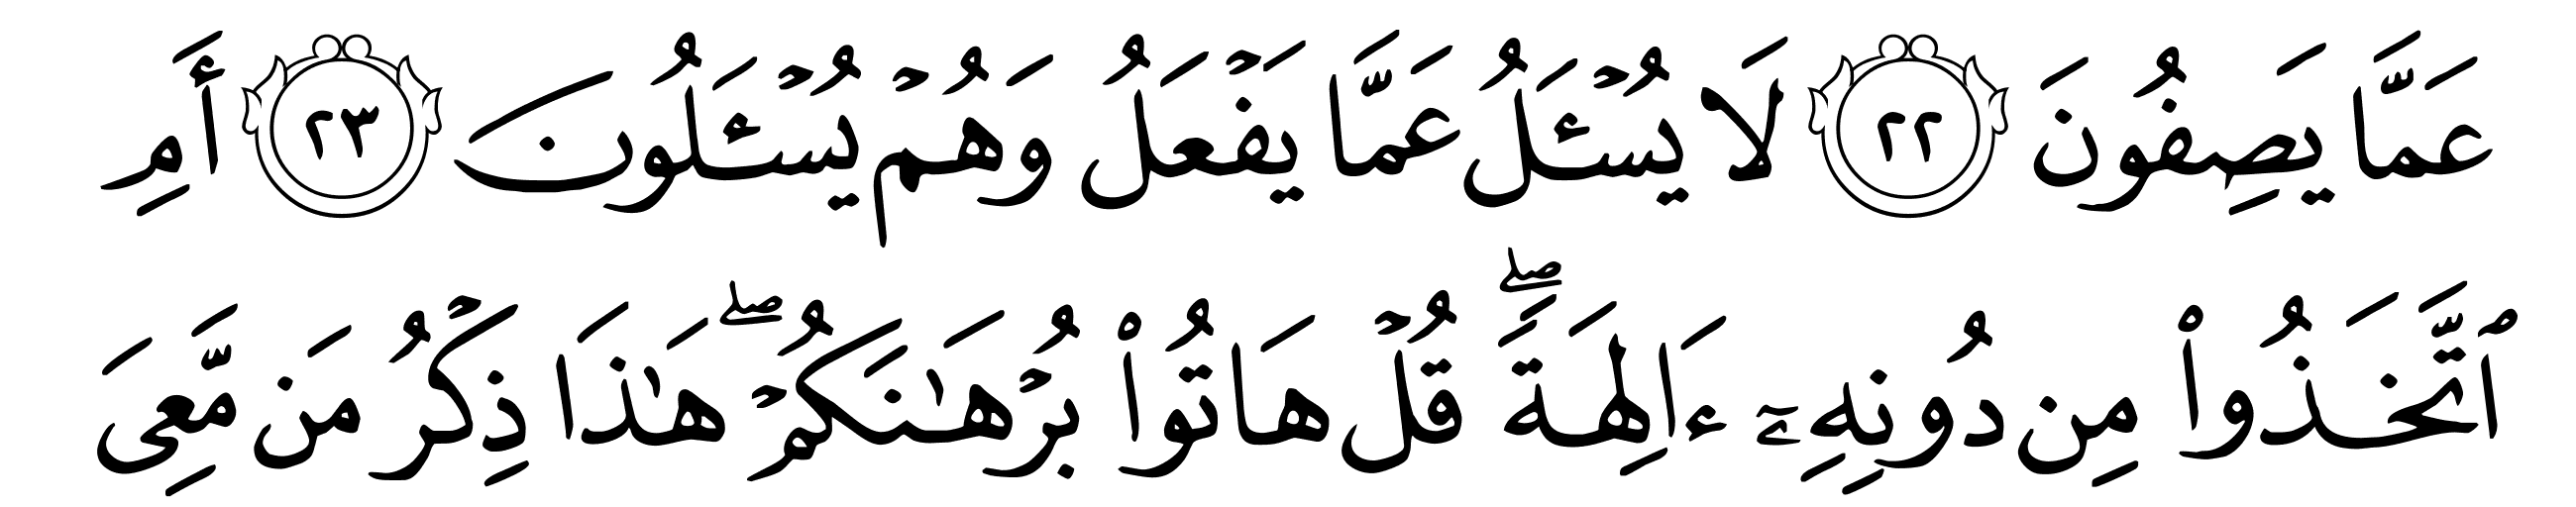 عَمَّا يَصِفُونَ ٢٢ لَا يُسْـَٔلُ عَمَّا يَفْعَلُ وَهُمْ يُسْـَٔلُونَ ٢٣ أَمِ
ٱتَّخَذُوا۟ مِن دُونِهِۦٓ ءَالِهَةًۖ قُلْ هَاتُوا۟ بُرْهَـٰنَكُمْۖ هَـٰذَا ذِكْرُ مَن مَّعِىَ